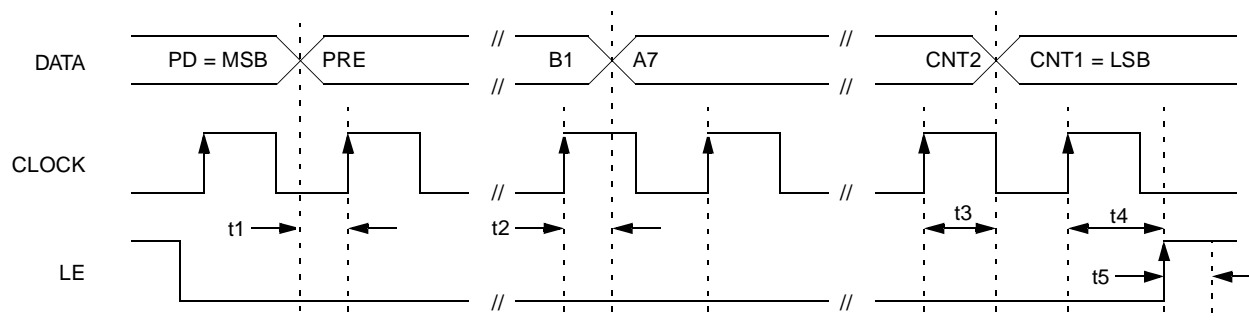 DATA PD = MSB PRE // B1 A7 // CNT2 CNT1 = LSB
//
//
CLOCK // //
t1 t2 t3 t4
LE t5
// //